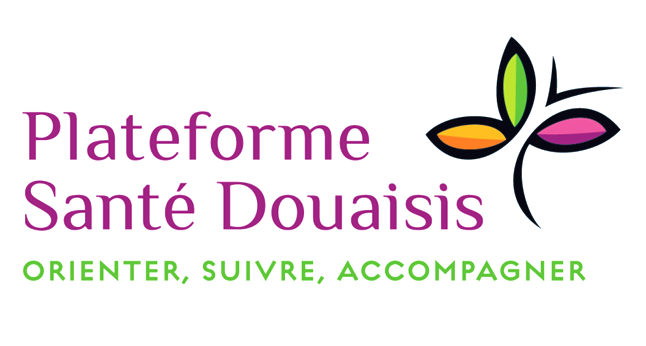 Plateforme
Santé Douaisis
ORIENTER, SUIVRE, ACCOMPAGNER